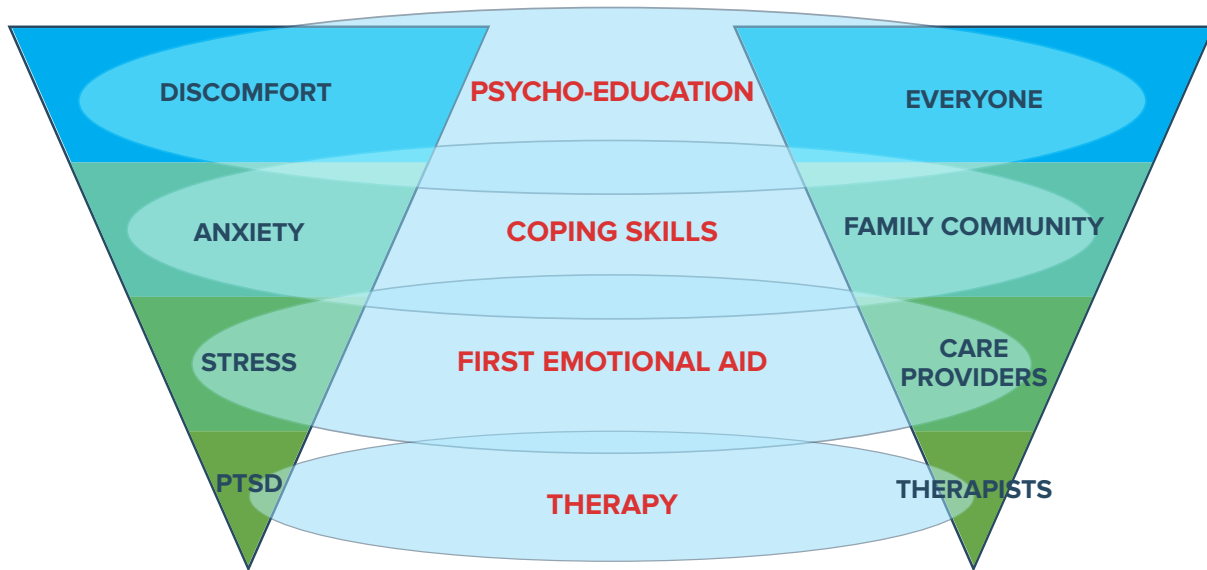 DISCOMFORT
PSYCHO-EDUCATION
EVERYONE
ANXIETY
COPING SKILLS
FAMILY COMMUNITY
STRESS
FIRST EMOTIONAL AID
CARE
PROVIDERS
PTSD
THERAPY
THERAPISTS